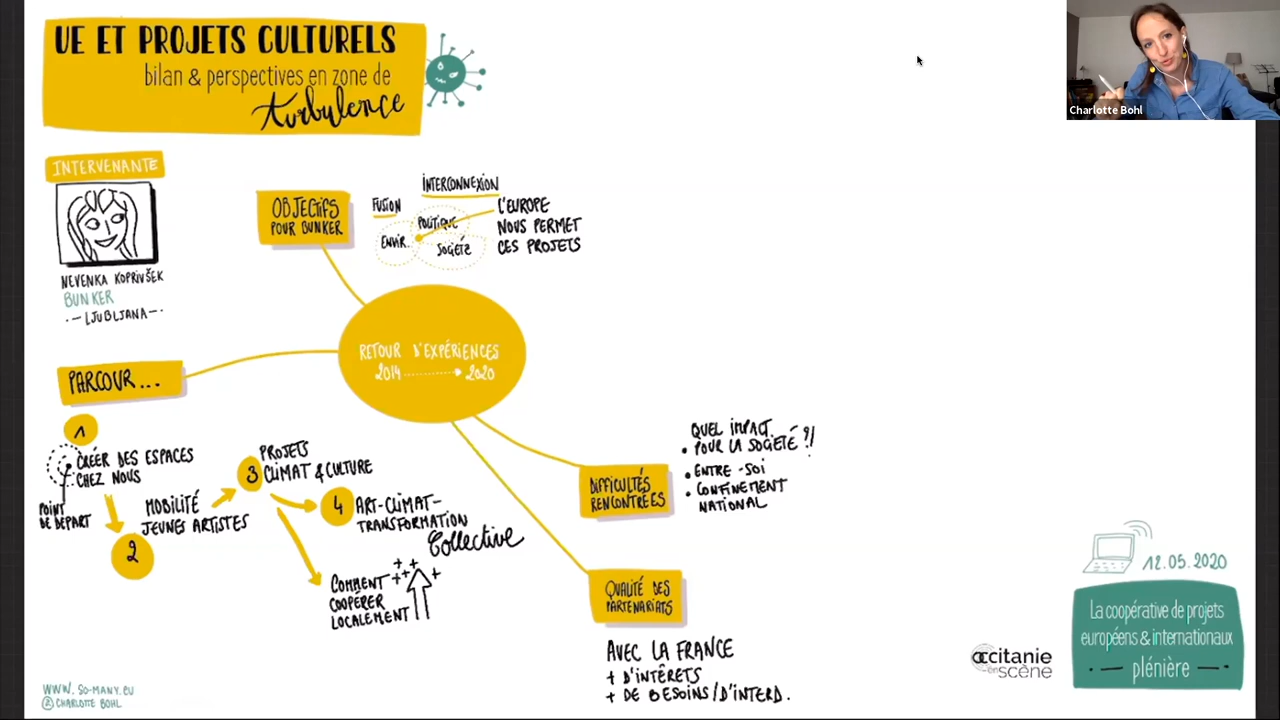 UE ET PROJETS CULTURELS
bilan & perspectives en zone de
turbulence
Charlotte Bohl
INTERVENANTE
NEVENKA KOPRIVŠEK
BUNKER
LJUBLJANA
OBJECTIFS
POUR BUNKER
INTERCONNEXION
FUSION
POLITIQUE
ENVIR.
SOCIÉTÉ
L'EUROPE
NOUS PERMET
CES PROJETS
RETOUR D'EXPÉRIENCES
2014 2020
PARCOUR...
1
CRÉER DES ESPACES
CHEZ NOUS
POINT
DE DÉPART
2
MOBILITÉ
JEUNES ARTISTES
3
PROJETS
CLIMAT & CULTURE
4
ART-CLIMAT-
TRANSFORMATION
Collective
COMMENT
COOPÉRER
LOCALEMENT
DIFFICULTÉS
RENCONTRÉES
QUEL IMPACT
• POUR LA SOCIÉTÉ ?!
• ENTRE-SOI
• CONFINEMENT
NATIONAL
QUALITÉ DES
PARTENARIATS
AVEC LA FRANCE
+ D'INTÊRETS
+ DE BESOINS/D'INTERD.
12.05.2020
La coopérative de projets
européens & internationaux
plénière
occitanie
en scène
WWW.SO-MANY.EU
@ CHARLOTTE BOHL